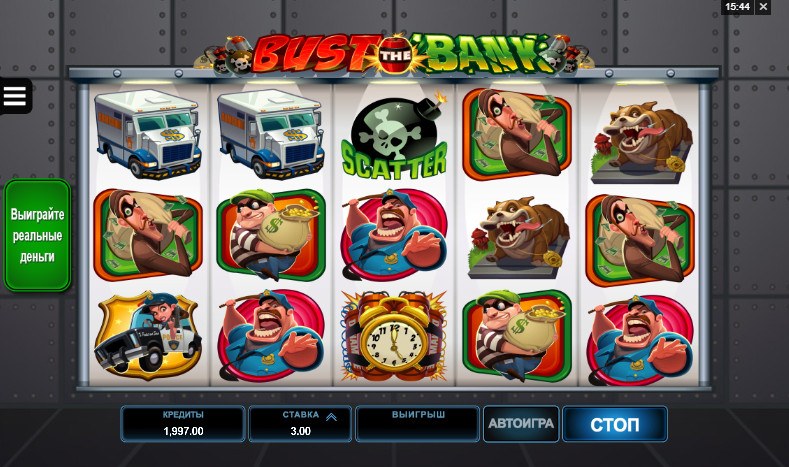 15:44
BUST THE BANK
SCATTER
Выиграйте
реальные
деньги
$
12
$
КРЕДИТЫ
1,997.00
СТАВКА
3.00
ВЫИГРЫШ
АВТОИГРА
СТОП